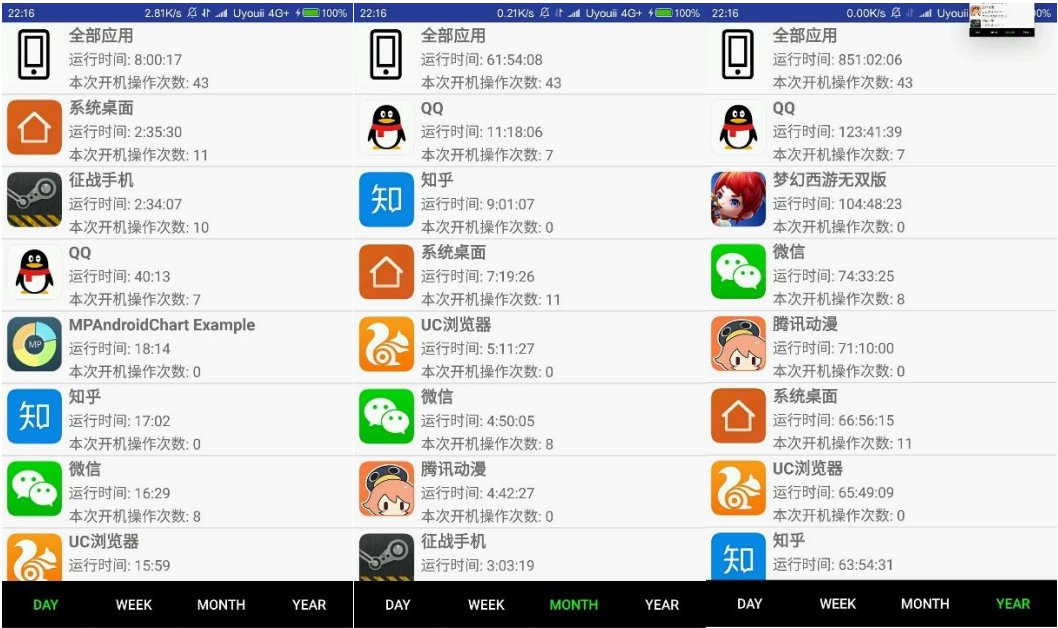 22:16 2.81K/s Uyouii 4G+ 100%
全部应用
运行时间: 8:00:17
本次开机操作次数: 43
系统桌面
运行时间: 2:35:30
本次开机操作次数: 11
征战手机
运行时间: 2:34:07
本次开机操作次数: 10
QQ
运行时间: 40:13
本次开机操作次数: 7
MP
MPAndroidChart Example
运行时间: 18:14
本次开机操作次数: 0
知
知乎
运行时间: 17:02
本次开机操作次数: 0
微信
运行时间: 16:29
本次开机操作次数: 8
UC浏览器
运行时间: 15:59
DAY WEEK MONTH YEAR
22:16 0.21K/s Uyouii 4G+ 100%
全部应用
运行时间: 61:54:08
本次开机操作次数: 43
QQ
运行时间: 11:18:06
本次开机操作次数: 7
知
知乎
运行时间: 9:01:07
本次开机操作次数: 0
系统桌面
运行时间: 7:19:26
本次开机操作次数: 11
UC浏览器
运行时间: 5:11:27
本次开机操作次数: 0
微信
运行时间: 4:50:05
本次开机操作次数: 8
腾讯动漫
运行时间: 4:42:27
本次开机操作次数: 0
征战手机
运行时间: 3:03:19
DAY WEEK MONTH YEAR
22:16 0.00K/s Uyouii 0%
全部应用
运行时间: 851:02:06
本次开机操作次数: 43
QQ
运行时间: 123:41:39
本次开机操作次数: 7
梦幻西游无双版
运行时间: 104:48:23
本次开机操作次数: 0
微信
运行时间: 74:33:25
本次开机操作次数: 8
腾讯动漫
运行时间: 71:10:00
本次开机操作次数: 0
系统桌面
运行时间: 66:56:15
本次开机操作次数: 11
UC浏览器
运行时间: 65:49:09
本次开机操作次数: 0
知
知乎
运行时间: 63:54:31
DAY WEEK MONTH YEAR